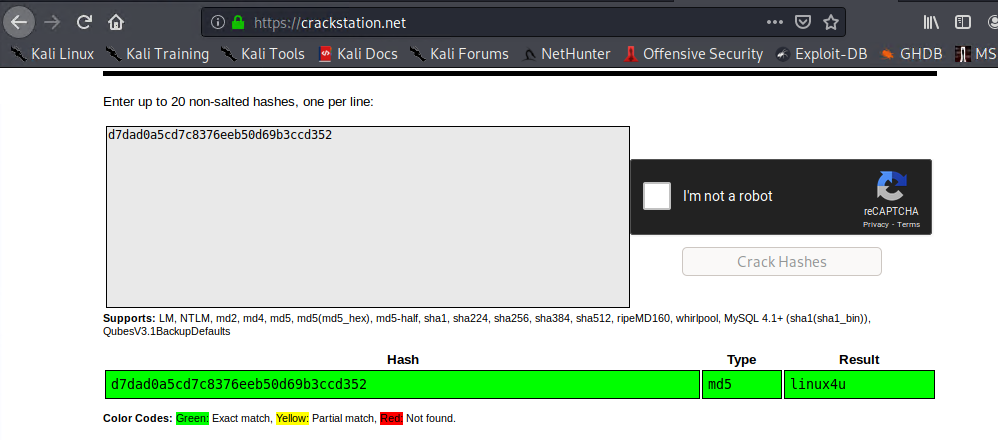 https://crackstation.net
Kali Linux Kali Training Kali Tools Kali Docs Kali Forums NetHunter Offensive Security Exploit-DB GHDB MS
Enter up to 20 non-salted hashes, one per line:
d7dad0a5cd7c8376eeb50d69b3ccd352
I'm not a robot
reCAPTCHA
Privacy - Terms
Crack Hashes
Supports: LM, NTLM, md2, md4, md5, md5(md5_hex), md5-half, sha1, sha224, sha256, sha384, sha512, ripeMD160, whirlpool, MySQL 4.1+ (sha1(sha1_bin)),
QubesV3.1BackupDefaults
Hash Type Result
d7dad0a5cd7c8376eeb50d69b3ccd352 md5 linux4u
Color Codes: Green: Exact match, Yellow: Partial match, Red: Not found.